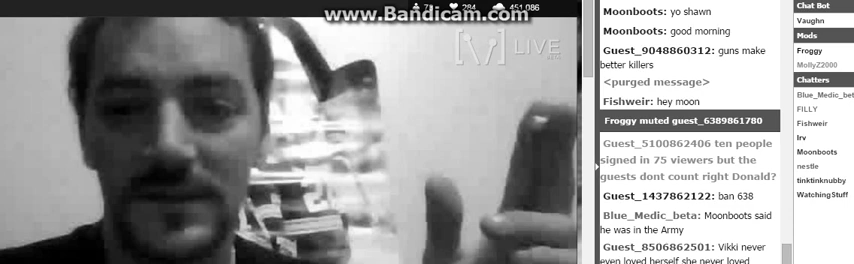 www.Bandicam.com
284 451,086
LIVE
Moonboots: yo shawn
Moonboots: good morning
Guest_9048860312: guns make
better killers
<purged message>
Fishweir: hey moon
Froggy muted guest_6389861780
Guest_5100862406 ten people
signed in 75 viewers but the
guests dont count right Donald?
Guest_1437862122: ban 638
Blue_Medic_beta: Moonboots said
he was in the Army
Guest_8506862501: Vikki never
even loved herself she never loved
Chat Bot
Vaughn
Mods
Froggy
MollyZ2000
Chatters
Blue_Medic_bet
FILLY
Fishweir
Irv
Moonboots
nestle
tinktinknubby
WatchingStuff